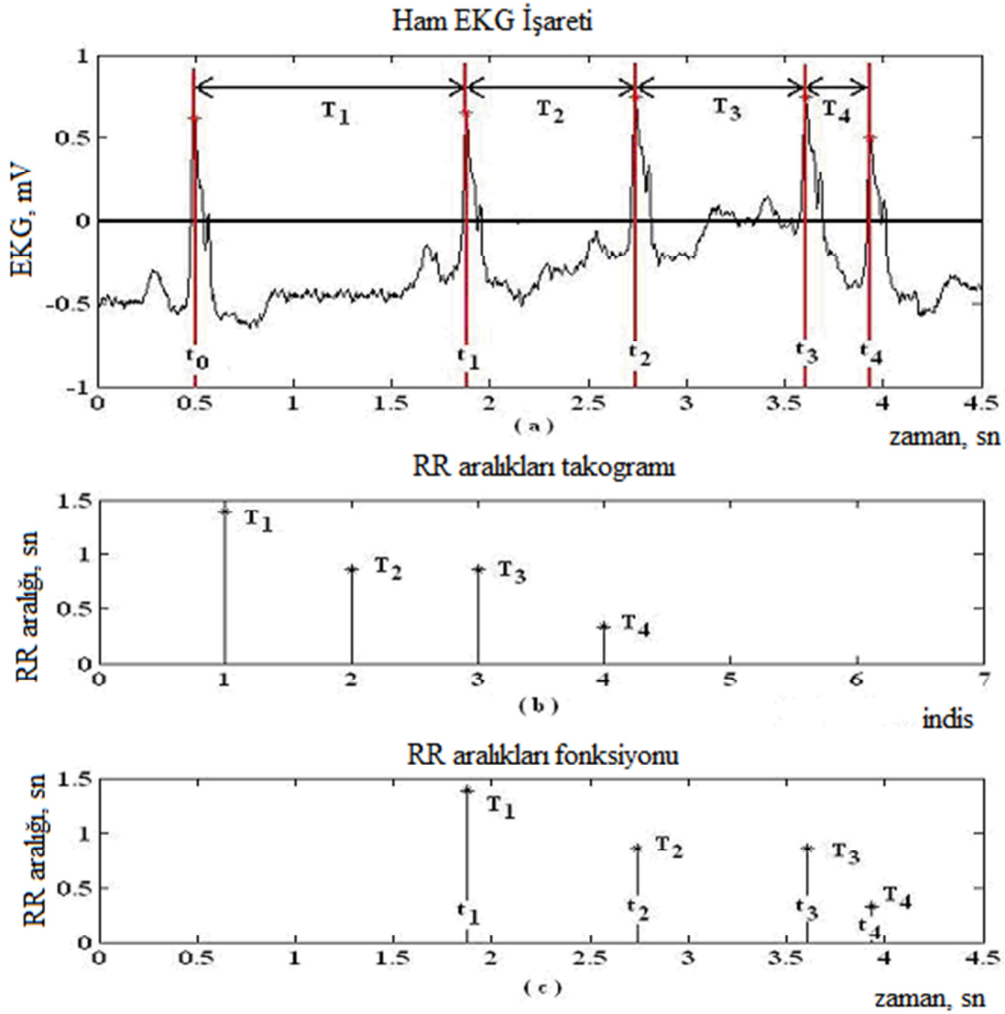 Ham EKG İşareti
1
0.5
0
-0.5
-1
EKG, mV
T1 T2 T3 T4
t0 t1 t2 t3 t4
0 0.5 1 1.5 2 2.5 3 3.5 4 4.5
( a )
zaman, sn
RR aralıkları takogramı
1.5
1
0.5
0
RR aralığı, sn
T1
T2 T3
T4
0 1 2 3 4 5 6 7
( b )
indis
RR aralıkları fonksiyonu
1.5
1
0.5
0
RR aralığı, sn
T1
T2 T3
T4
t1 t2 t3 t4
0 0.5 1 1.5 2 2.5 3 3.5 4 4.5
( c )
zaman, sn